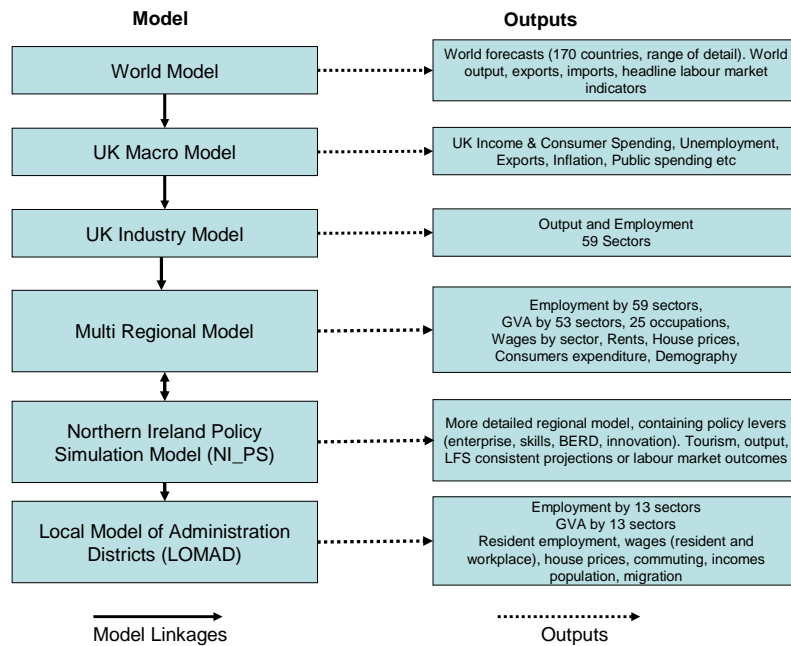 Model
Outputs
World Model
World forecasts (170 countries, range of detail). World
output, exports, imports, headline labour market
indicators
UK Macro Model
UK Income & Consumer Spending, Unemployment,
Exports, Inflation, Public spending etc
UK Industry Model
Output and Employment
59 Sectors
Multi Regional Model
Employment by 59 sectors,
GVA by 53 sectors, 25 occupations,
Wages by sector, Rents, House prices,
Consumers expenditure, Demography
Northern Ireland Policy
Simulation Model (NI_PS)
More detailed regional model, containing policy levers
(enterprise, skills, BERD, innovation). Tourism, output,
LFS consistent projections or labour market outcomes
Local Model of Administration
Districts (LOMAD)
Employment by 13 sectors
GVA by 13 sectors
Resident employment, wages (resident and
workplace), house prices, commuting, incomes
population, migration
Model Linkages
Outputs